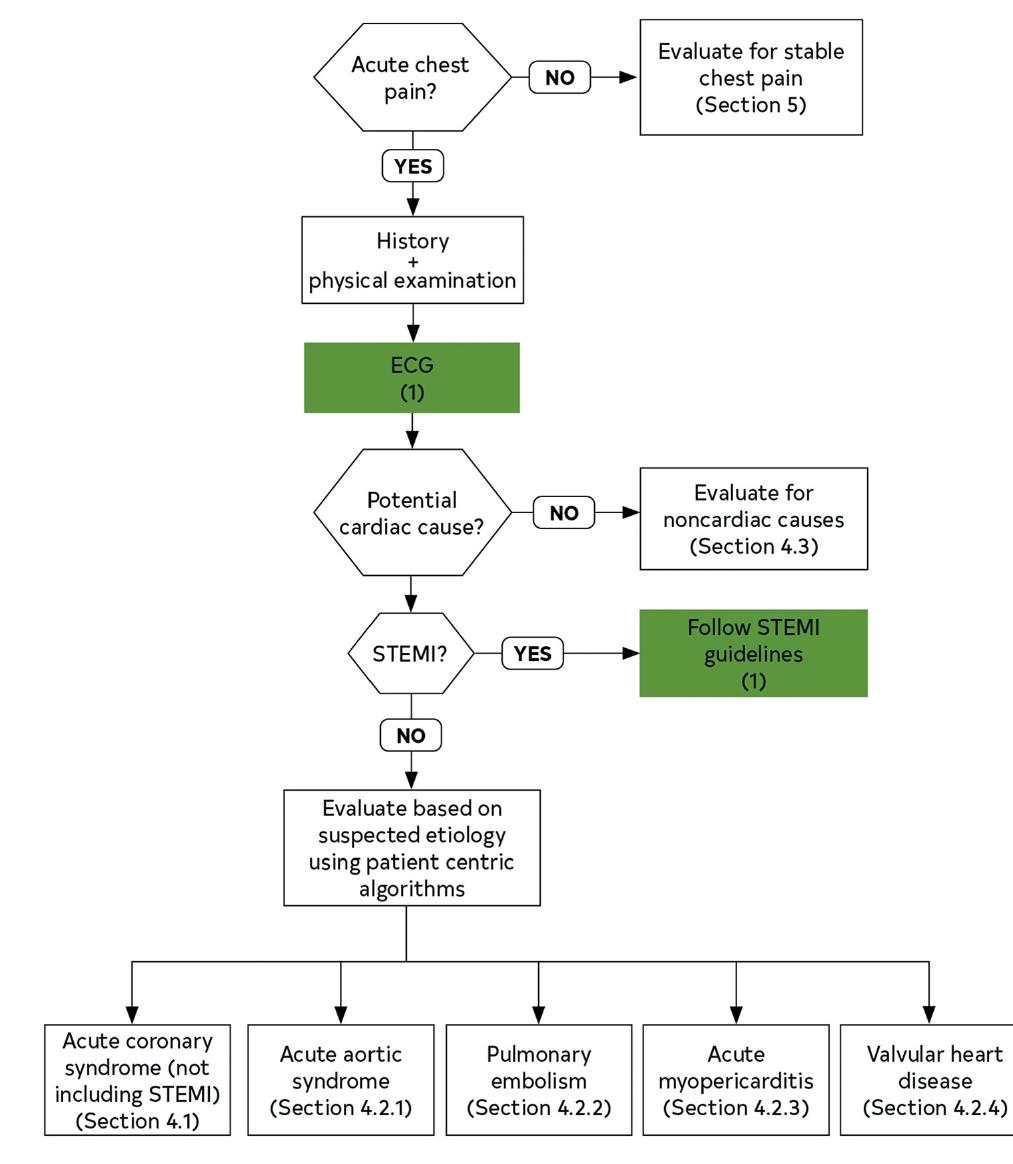 Acute chest
pain?
NO
Evaluate for stable
chest pain
(Section 5)
YES
History
+
physical examination
ECG
(1)
Potential
cardiac cause?
NO
Evaluate for
noncardiac causes
(Section 4.3)
STEMI?
YES
Follow STEMI
guidelines
(1)
NO
Evaluate based on
suspected etiology
using patient centric
algorithms
Acute coronary
syndrome (not
including STEMI)
(Section 4.1)
Acute aortic
syndrome
(Section 4.2.1)
Pulmonary
embolism
(Section 4.2.2)
Acute
myopericarditis
(Section 4.2.3)
Valvular heart
disease
(Section 4.2.4)